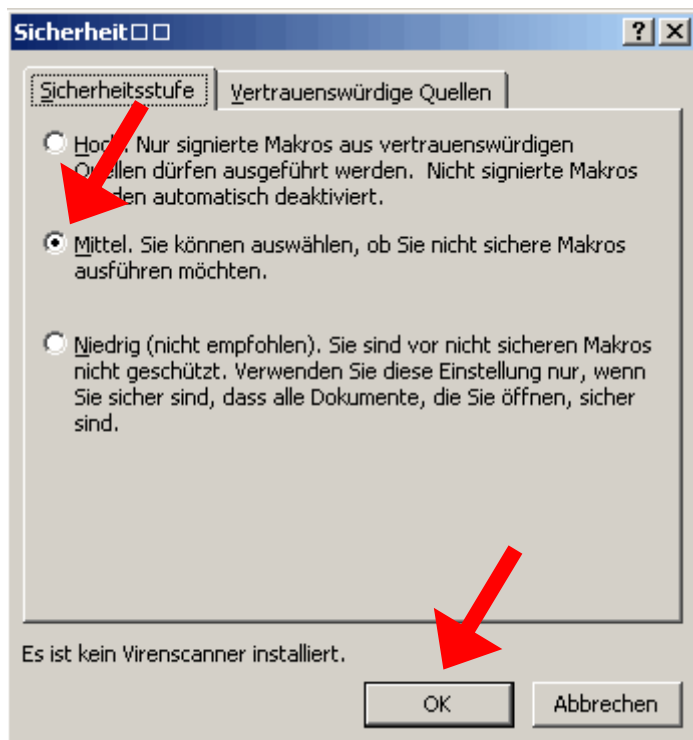 Sicherheit□□
Sicherheitsstufe
Vertrauenswürdige Quellen
Nur signierte Makros aus vertrauenswürdigen
dürfen ausgeführt werden. Nicht signierte Makros
automatisch deaktiviert.
Mittel. Sie können auswählen, ob Sie nicht sichere Makros
ausführen möchten.
Niedrig (nicht empfohlen). Sie sind vor nicht sicheren Makros
nicht geschützt. Verwenden Sie diese Einstellung nur, wenn
Sie sicher sind, dass alle Dokumente, die Sie öffnen, sicher
sind.
Es ist kein Virenscanner installiert.
OK
Abbrechen